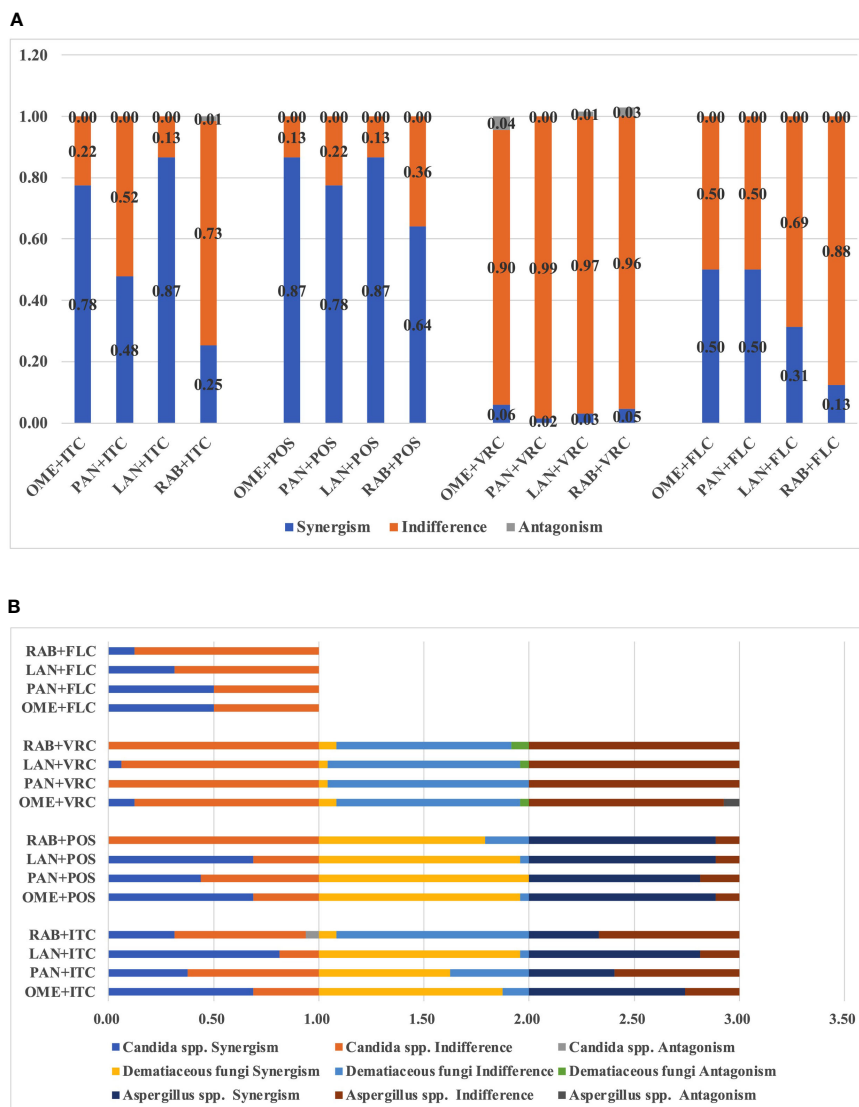 A
1.20
1.00
0.80
0.60
0.40
0.20
0.00
0.00 0.00 0.00 0.01 0.00 0.00 0.00 0.00 0.04 0.00 0.01 0.03 0.00 0.00 0.00 0.00
0.22 0.52 0.13 0.73 0.13 0.22 0.13 0.36 0.90 0.99 0.97 0.96 0.50 0.50 0.69 0.88
0.78 0.48 0.87 0.25 0.87 0.78 0.87 0.64 0.06 0.02 0.03 0.05 0.50 0.50 0.31 0.13
OME+ITC PAN+ITC LAN+ITC RAB+ITC OME+POS PAN+POS LAN+POS RAB+POS OME+VRC PAN+VRC LAN+VRC RAB+VRC OME+FLC PAN+FLC LAN+FLC RAB+FLC
Synergism Indifference Antagonism
B
RAB+FLC
LAN+FLC
PAN+FLC
OME+FLC
RAB+VRC
LAN+VRC
PAN+VRC
OME+VRC
RAB+POS
LAN+POS
PAN+POS
OME+POS
RAB+ITC
LAN+ITC
PAN+ITC
OME+ITC
0.00 0.50 1.00 1.50 2.00 2.50 3.00 3.50
Candida spp. Synergism Candida spp. Indifference Candida spp. Antagonism
Dematiaceous fungi Synergism Dematiaceous fungi Indifference Dematiaceous fungi Antagonism
Aspergillus spp. Synergism Aspergillus spp. Indifference Aspergillus spp. Antagonism